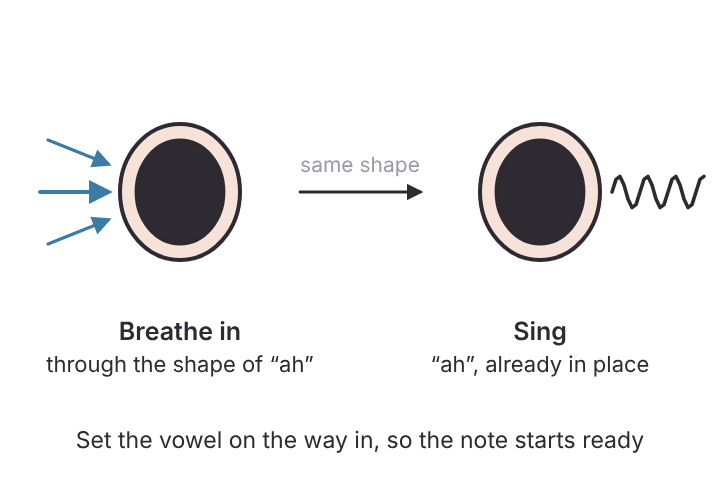 same shape
Breathe in
through the shape of “ah”
Sing
“ah”, already in place
Set the vowel on the way in, so the note starts ready